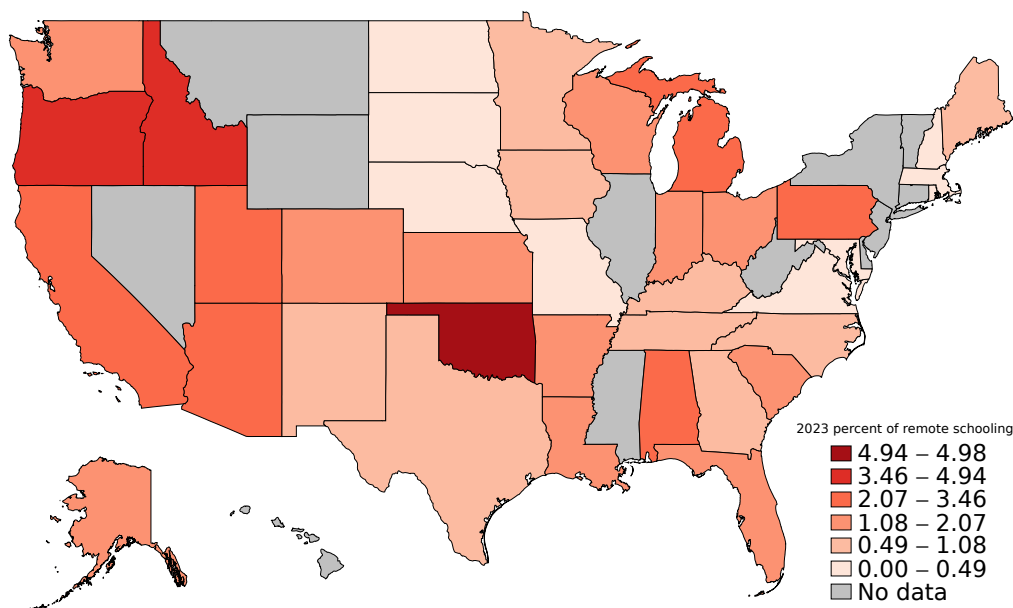 2023 percent of remote schooling
4.94 – 4.98
3.46 – 4.94
2.07 – 3.46
1.08 – 2.07
0.49 – 1.08
0.00 – 0.49
No data